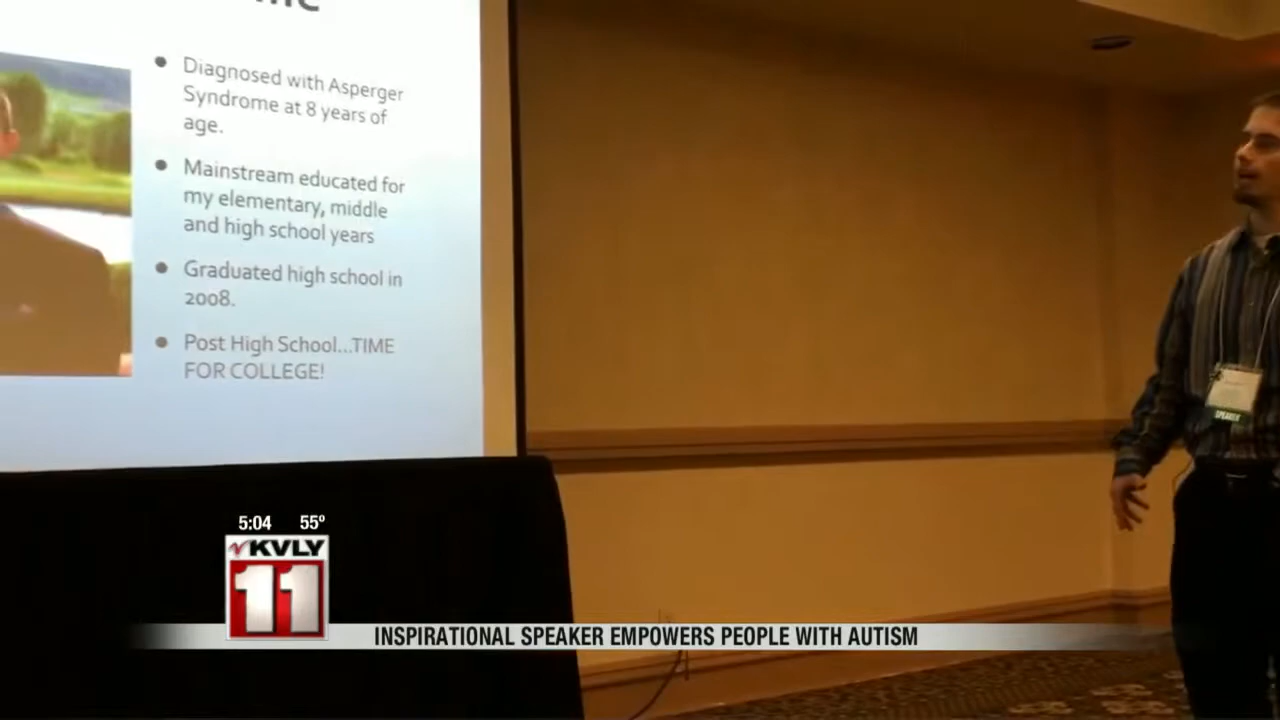 Diagnosed with Asperger
Syndrome at 8 years of
age.
Mainstream educated for
my elementary, middle
and high school years
Graduated high school in
2008.
Post High School...TIME
FOR COLLEGE!
SPEAKER
5:04 55°
KVLY
11
INSPIRATIONAL SPEAKER EMPOWERS PEOPLE WITH AUTISM